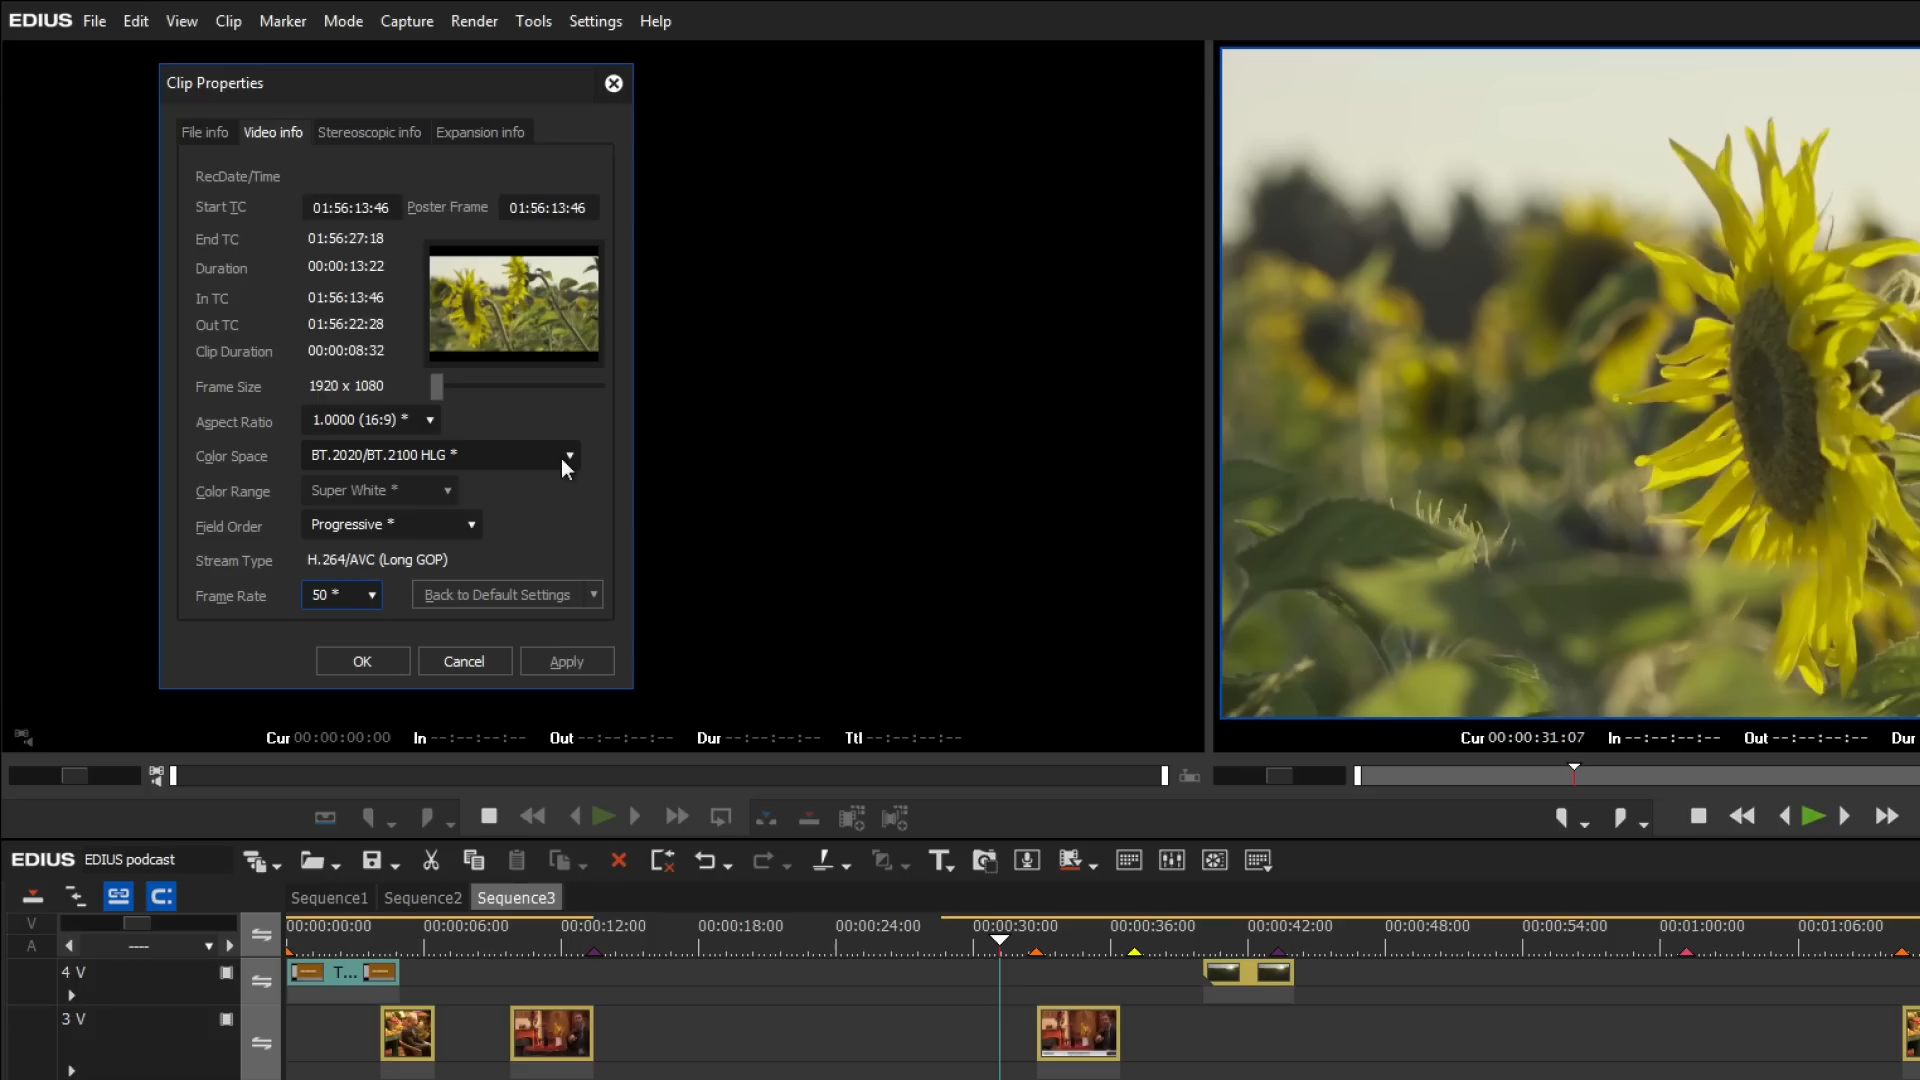 EDIUS File Edit View Clip Marker Mode Capture Render Tools Settings Help
Clip Properties
File info Video info Stereoscopic info Expansion info
RecDate/Time
Start TC 01:56:13:46 Poster Frame 01:56:13:46
End TC 01:56:27:18
Duration 00:00:13:22
In TC 01:56:13:46
Out TC 01:56:22:28
Clip Duration 00:00:08:32
Frame Size 1920 x 1080
Aspect Ratio 1.0000 (16:9) *
Color Space BT.2020/BT.2100 HLG *
Color Range Super White *
Field Order Progressive *
Stream Type H.264/AVC (Long GOP)
Frame Rate 50 * Back to Default Settings
OK Cancel Apply
Cur 00:00:00:00 In --:--:--:-- Out --:--:--:-- Dur --:--:--:-- Ttl --:--:--:--
Cur 00:00:31:07 In --:--:--:-- Out --:--:--:-- Dur
EDIUS EDIUS podcast
Sequence1 Sequence2 Sequence3
V 00:00:00:00 00:00:06:00 00:00:12:00 00:00:18:00 00:00:24:00 00:00:30:00 00:00:36:00 00:00:42:00 00:00:48:00 00:00:54:00 00:01:00:00 00:01:06:00
A ----
4 V T...
3 V